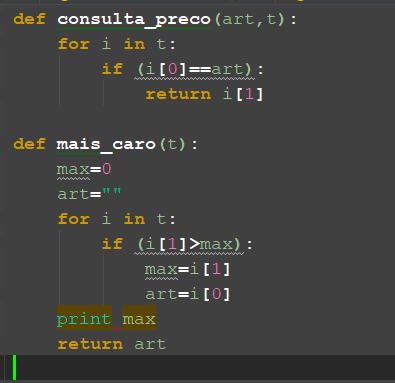 def consulta_preco(art,t):
    for i in t:
        if (i[0]==art):
            return i[1]
def mais_caro(t):
    max=0
    art=""
    for i in t:
        if (i[1]>max):
            max=i[1]
            art=i[0]
    print max
    return art